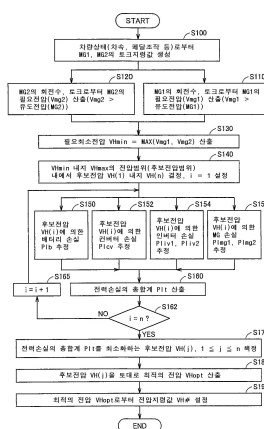 START
S100
차량상태(차속, 페달조작 등)로부터
MG1, MG2의 토크지령값 생성
S120
MG2의 회전수, 토크로부터 MG2의
필요전압(Vmg2) 산출(Vmg2 >
유도전압(MG2))
S110
MG1의 회전수, 토크로부터 MG1의
필요전압(Vmg1) 산출(Vmg1 >
유도전압(MG1))
S130
필요최소전압 VHmin = MAX(Vmg1, Vmg2)
S140
VHmin 내지 VHmax의 전압범위(후보전압범위)
내에서 후보전압 VH(1) 내지 VH(n) 결정, i = 1 설정
S150
후보전압
VH(i)에 의한
배터리 손실
Plb 추정
S152
후보전압
VH(i)에 의한
컨버터 손실
Plcv 추정
S154
후보전압
VH(i)에 의한
인버터 손실
Pliv1, Pliv2
추정
S15
후보전압
VH(i)에 의한
MG 손실
Plmg1, Plmg2
추정
S165
i=i+1
S160
전력손실의 총합계 Plt 산출
S162
i=n?
NO
YES
S17
전력손실의 총합계 Plt를 최소화하는 후보전압 VH(j), 1 ≤ j ≤ n 책정
S18
후보전압 VH(j)을 토대로 최적의 전압 VHopt 산출
S19
최적의 전압 VHopt로부터 전압지령값 VH# 설정
END